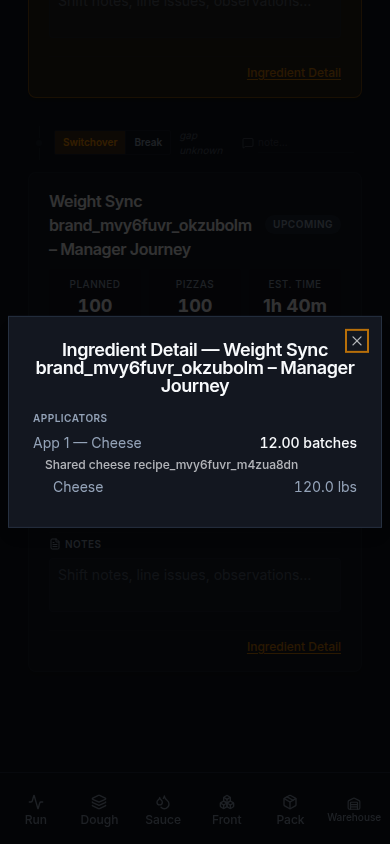 Shift notes, line issues, observations...
Ingredient Detail
Switchover
Break
gap
unknown
note...
Weight Sync
brand_mvy6fuvr_okzubolm
– Manager Journey
UPCOMING
PLANNED
PIZZAS
EST. TIME
100
100
1h 40m
Ingredient Detail — Weight Sync
brand_mvy6fuvr_okzubolm – Manager
Journey
APPLICATORS
App 1 — Cheese
12.00 batches
Shared cheese recipe_mvy6fuvr_m4zua8dn
Cheese
120.0 lbs
NOTES
Shift notes, line issues, observations...
Ingredient Detail
Run
Dough
Sauce
Front
Pack
Warehouse